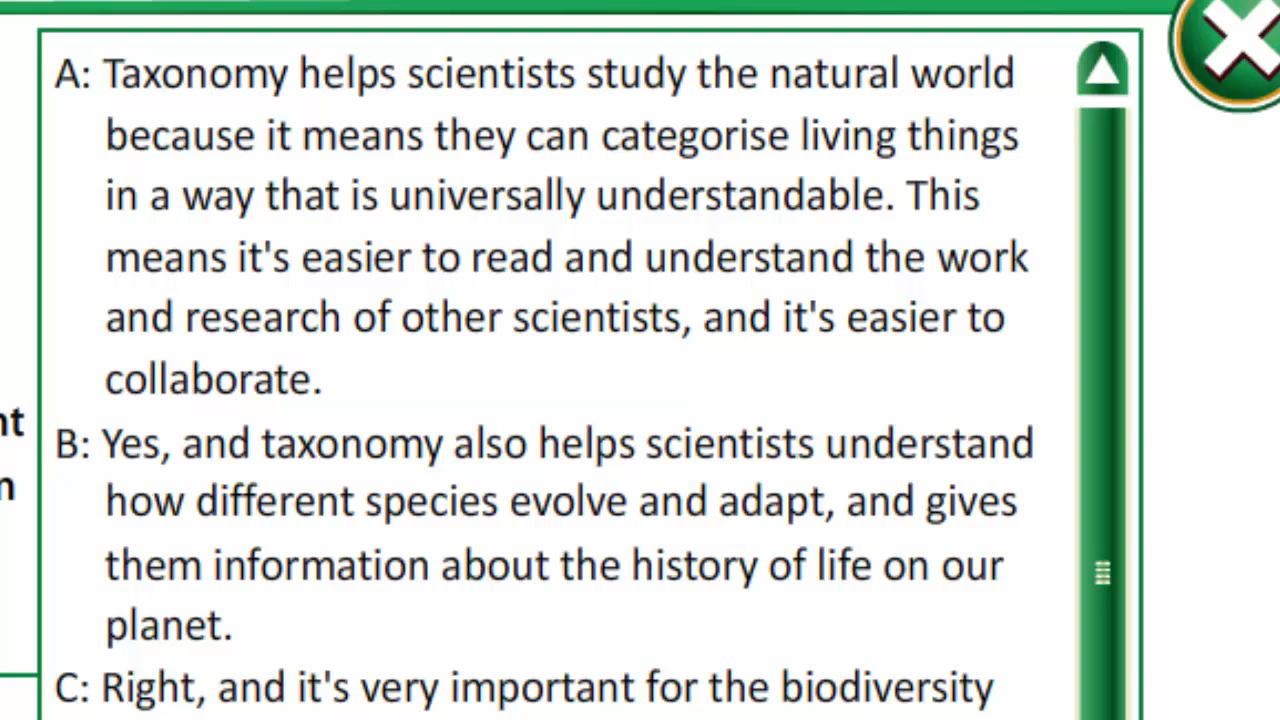 A: Taxonomy helps scientists study the natural world
because it means they can categorise living things
in a way that is universally understandable. This
means it's easier to read and understand the work
and research of other scientists, and it's easier to
collaborate.
B: Yes, and taxonomy also helps scientists understand
how different species evolve and adapt, and gives
them information about the history of life on our
planet.
C: Right, and it's very important for the biodiversity